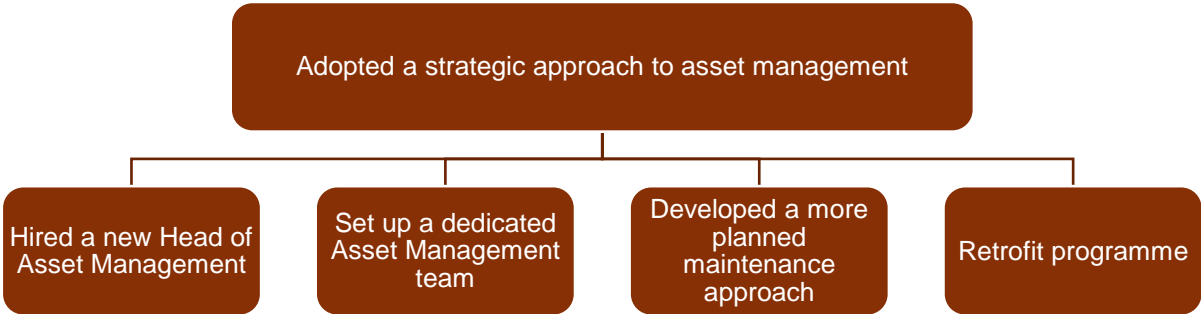 Adopted a strategic approach to asset management
Hired a new Head of
Asset Management
Set up a dedicated
Asset Management
team
Developed a more
planned
maintenance
approach
Retrofit programme